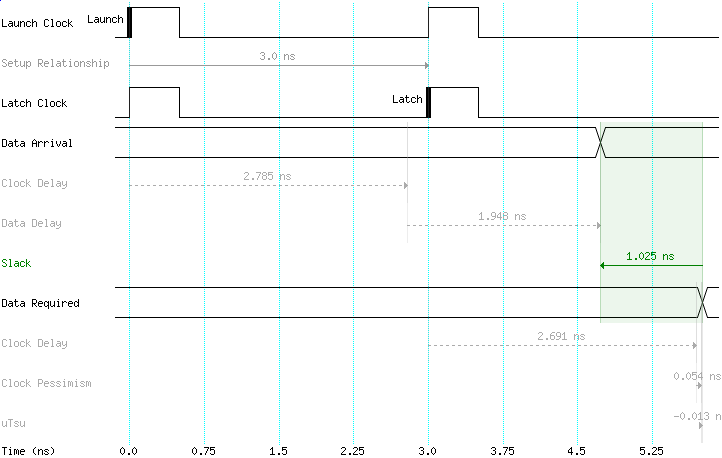 Launch Clock Launch
Setup Relationship 3.0 ns
Latch Clock Latch
Data Arrival
Clock Delay 2.785 ns
Data Delay 1.948 ns
Slack 1.025 ns
Data Required
Clock Delay 2.691 ns
Clock Pessimism 0.054 n
uTsu -0.013 n
Time (ns) 0.0 0.75 1.5 2.25 3.0 3.75 4.5 5.25